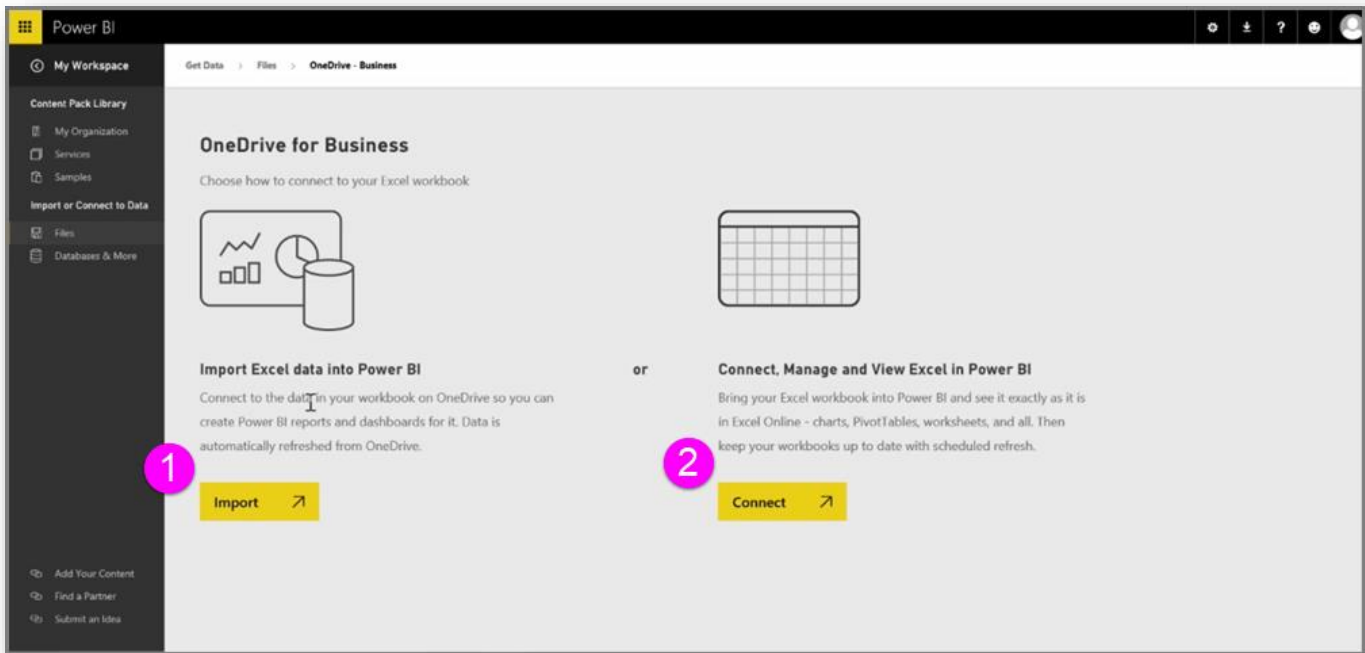 Power BI
?
My Workspace
Get Data > Files > OneDrive - Business
Content Pack Library
My Organization
Services
Samples
Import or Connect to Data
Files
Databases & More
Add Your Content
Find a Partner
Submit an Idea
OneDrive for Business
Choose how to connect to your Excel workbook
Import Excel data into Power BI
Connect to the data in your workbook on OneDrive so you can
create Power BI reports and dashboards for it. Data is
automatically refreshed from OneDrive.
1
Import
or
Connect, Manage and View Excel in Power BI
Bring your Excel workbook into Power BI and see it exactly as it is
in Excel Online - charts, PivotTables, worksheets, and all. Then
keep your workbooks up to date with scheduled refresh.
2
Connect